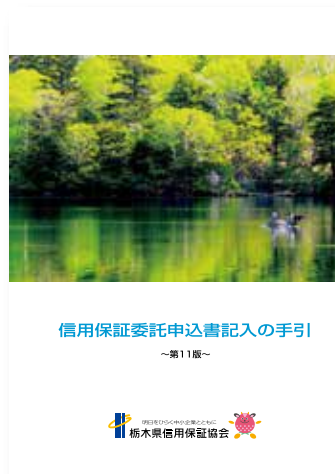 信用保証委託申込書記入の手引
～第11版～
明日をひらく中小企業とともに
栃木県信用保証協会